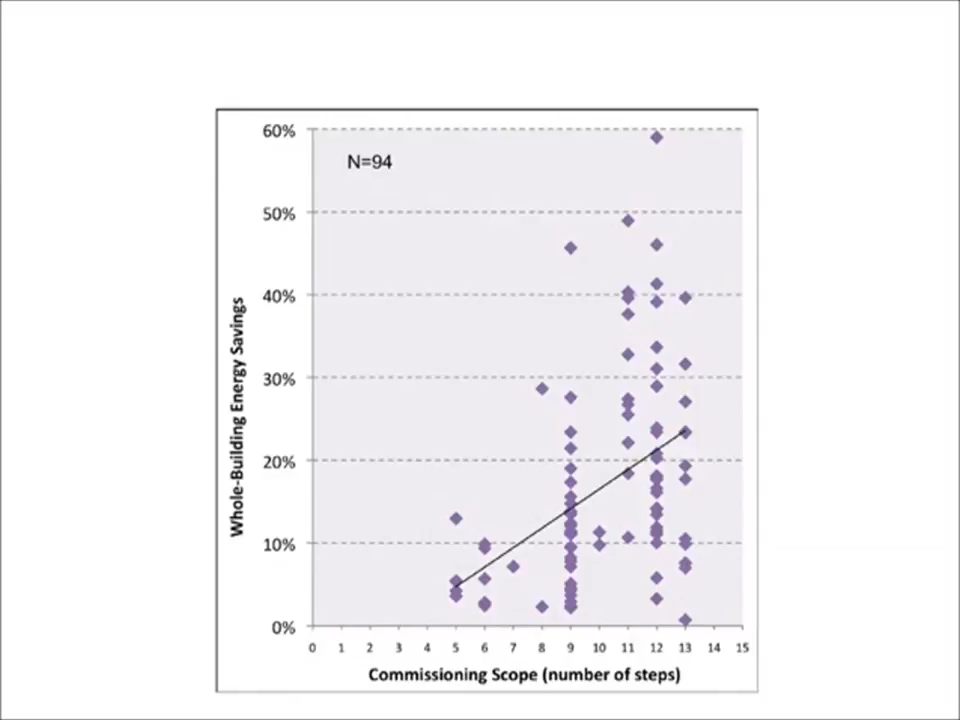 60%
N=94
50%
40%
30%
20%
10%
0%
Whole-Building Energy Savings
0 1 2 3 4 5 6 7 8 9 10 11 12 13 14 15
Commissioning Scope (number of steps)